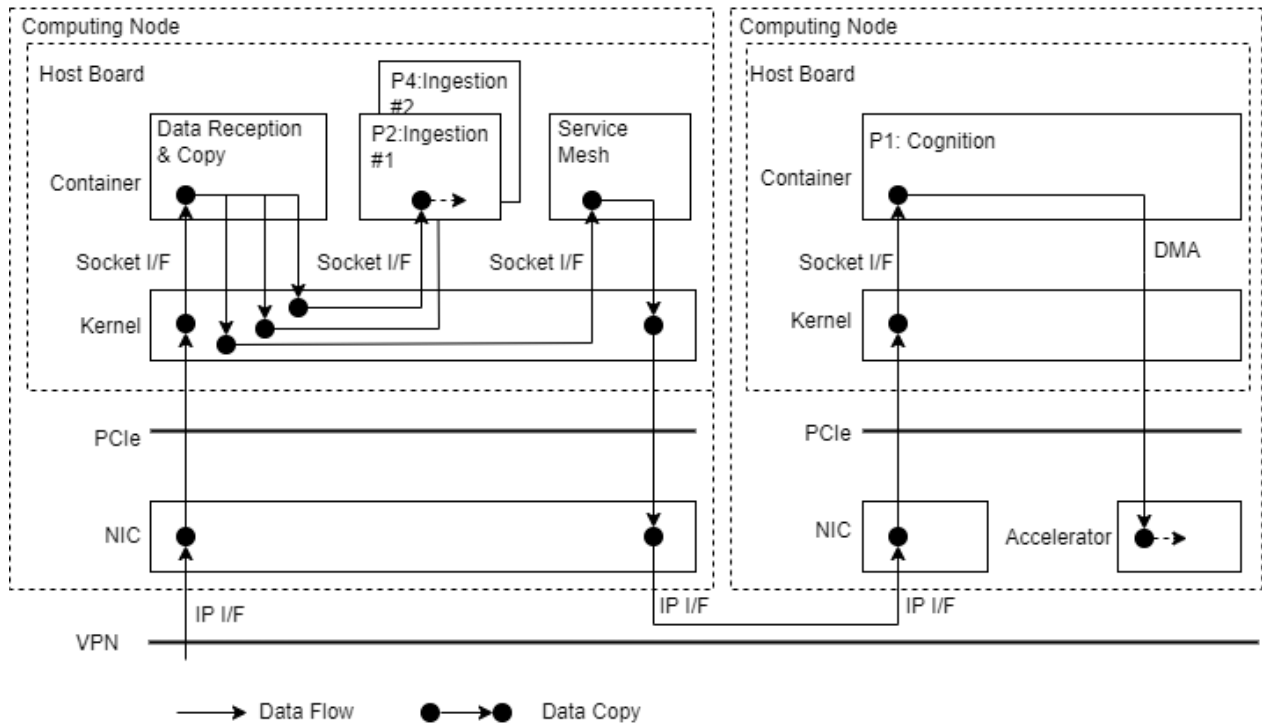 Computing Node
Computing Node
Host Board
Host Board
P4:Ingestion
#2
Data Reception
& Copy
P2:Ingestion
#1
Service
Mesh
P1: Cognition
Container
Container
Socket I/F
Socket I/F
Socket I/F
Socket I/F
DMA
Kernel
Kernel
PCIe
PCIe
NIC
NIC
Accelerator
IP I/F
IP I/F
IP I/F
VPN
Data Flow
Data Copy